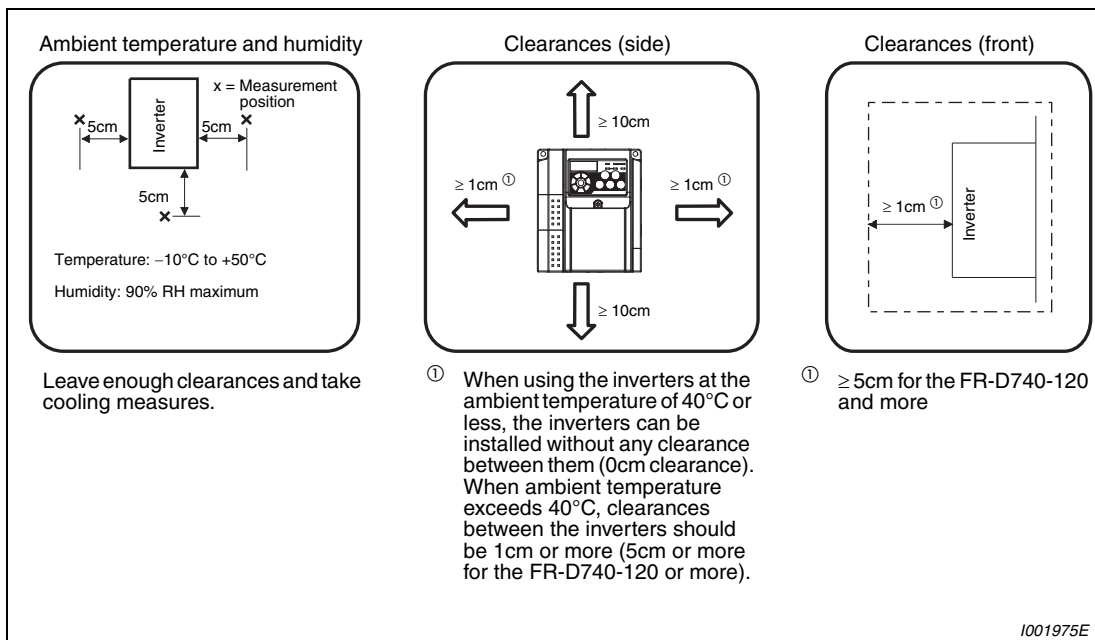 Ambient temperature and humidity
x = Measurement
position
5cm
Inverter
5cm
5cm
Temperature: −10°C to +50°C
Humidity: 90% RH maximum
Leave enough clearances and take
cooling measures.
Clearances (side)
≥ 10cm
≥ 1cm ①
≥ 1cm ①
≥ 10cm
① When using the inverters at the
ambient temperature of 40°C or
less, the inverters can be
installed without any clearance
between them (0cm clearance).
When ambient temperature
exceeds 40°C, clearances
between the inverters should
be 1cm or more (5cm or more
for the FR-D740-120 or more).
Clearances (front)
≥ 1cm ①
Inverter
① ≥ 5cm for the FR-D740-120
and more
I001975E